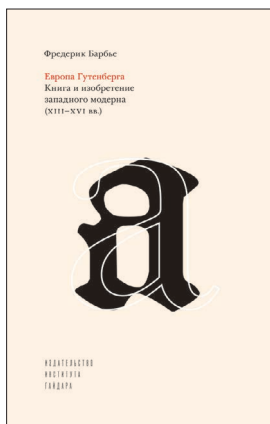 Фредерик Барбье
Европа Гутенберга
Книга и изобретение
западного модерна
(XIII–XVI вв.)
a
ИЗДАТЕЛЬСТВО
ИНСТИТУТА
ГАЙДАРА